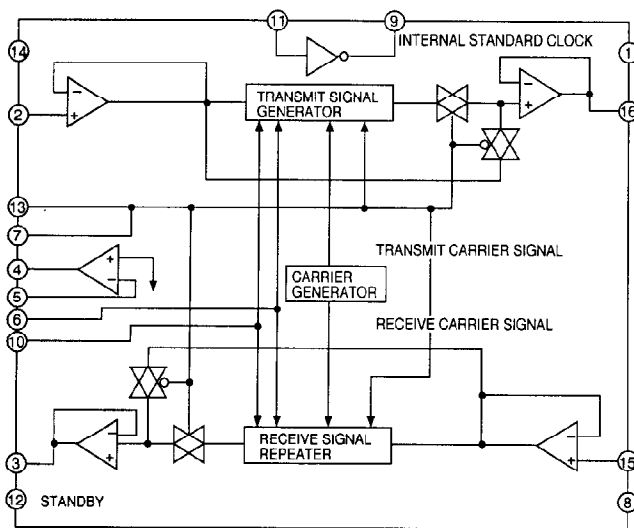 11
9
INTERNAL STANDARD CLOCK
14
1
−
+
2
TRANSMIT SIGNAL
GENERATOR
−
+
16
13
7
4
+
−
5
6
10
CARRIER
GENERATOR
TRANSMIT CARRIER SIGNAL
RECEIVE CARRIER SIGNAL
−
+
3
RECEIVE SIGNAL
REPEATER
−
+
15
12
STANDBY
8